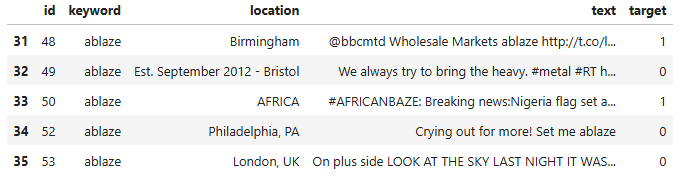 id keyword location text target
31 48 ablaze Birmingham @bbcmtd Wholesale Markets ablaze http://t.co/l... 1
32 49 ablaze Est. September 2012 - Bristol We always try to bring the heavy. #metal #RT h... 0
33 50 ablaze AFRICA #AFRICANBAZE: Breaking news:Nigeria flag set a... 1
34 52 ablaze Philadelphia, PA Crying out for more! Set me ablaze 0
35 53 ablaze London, UK On plus side LOOK AT THE SKY LAST NIGHT IT WAS... 0